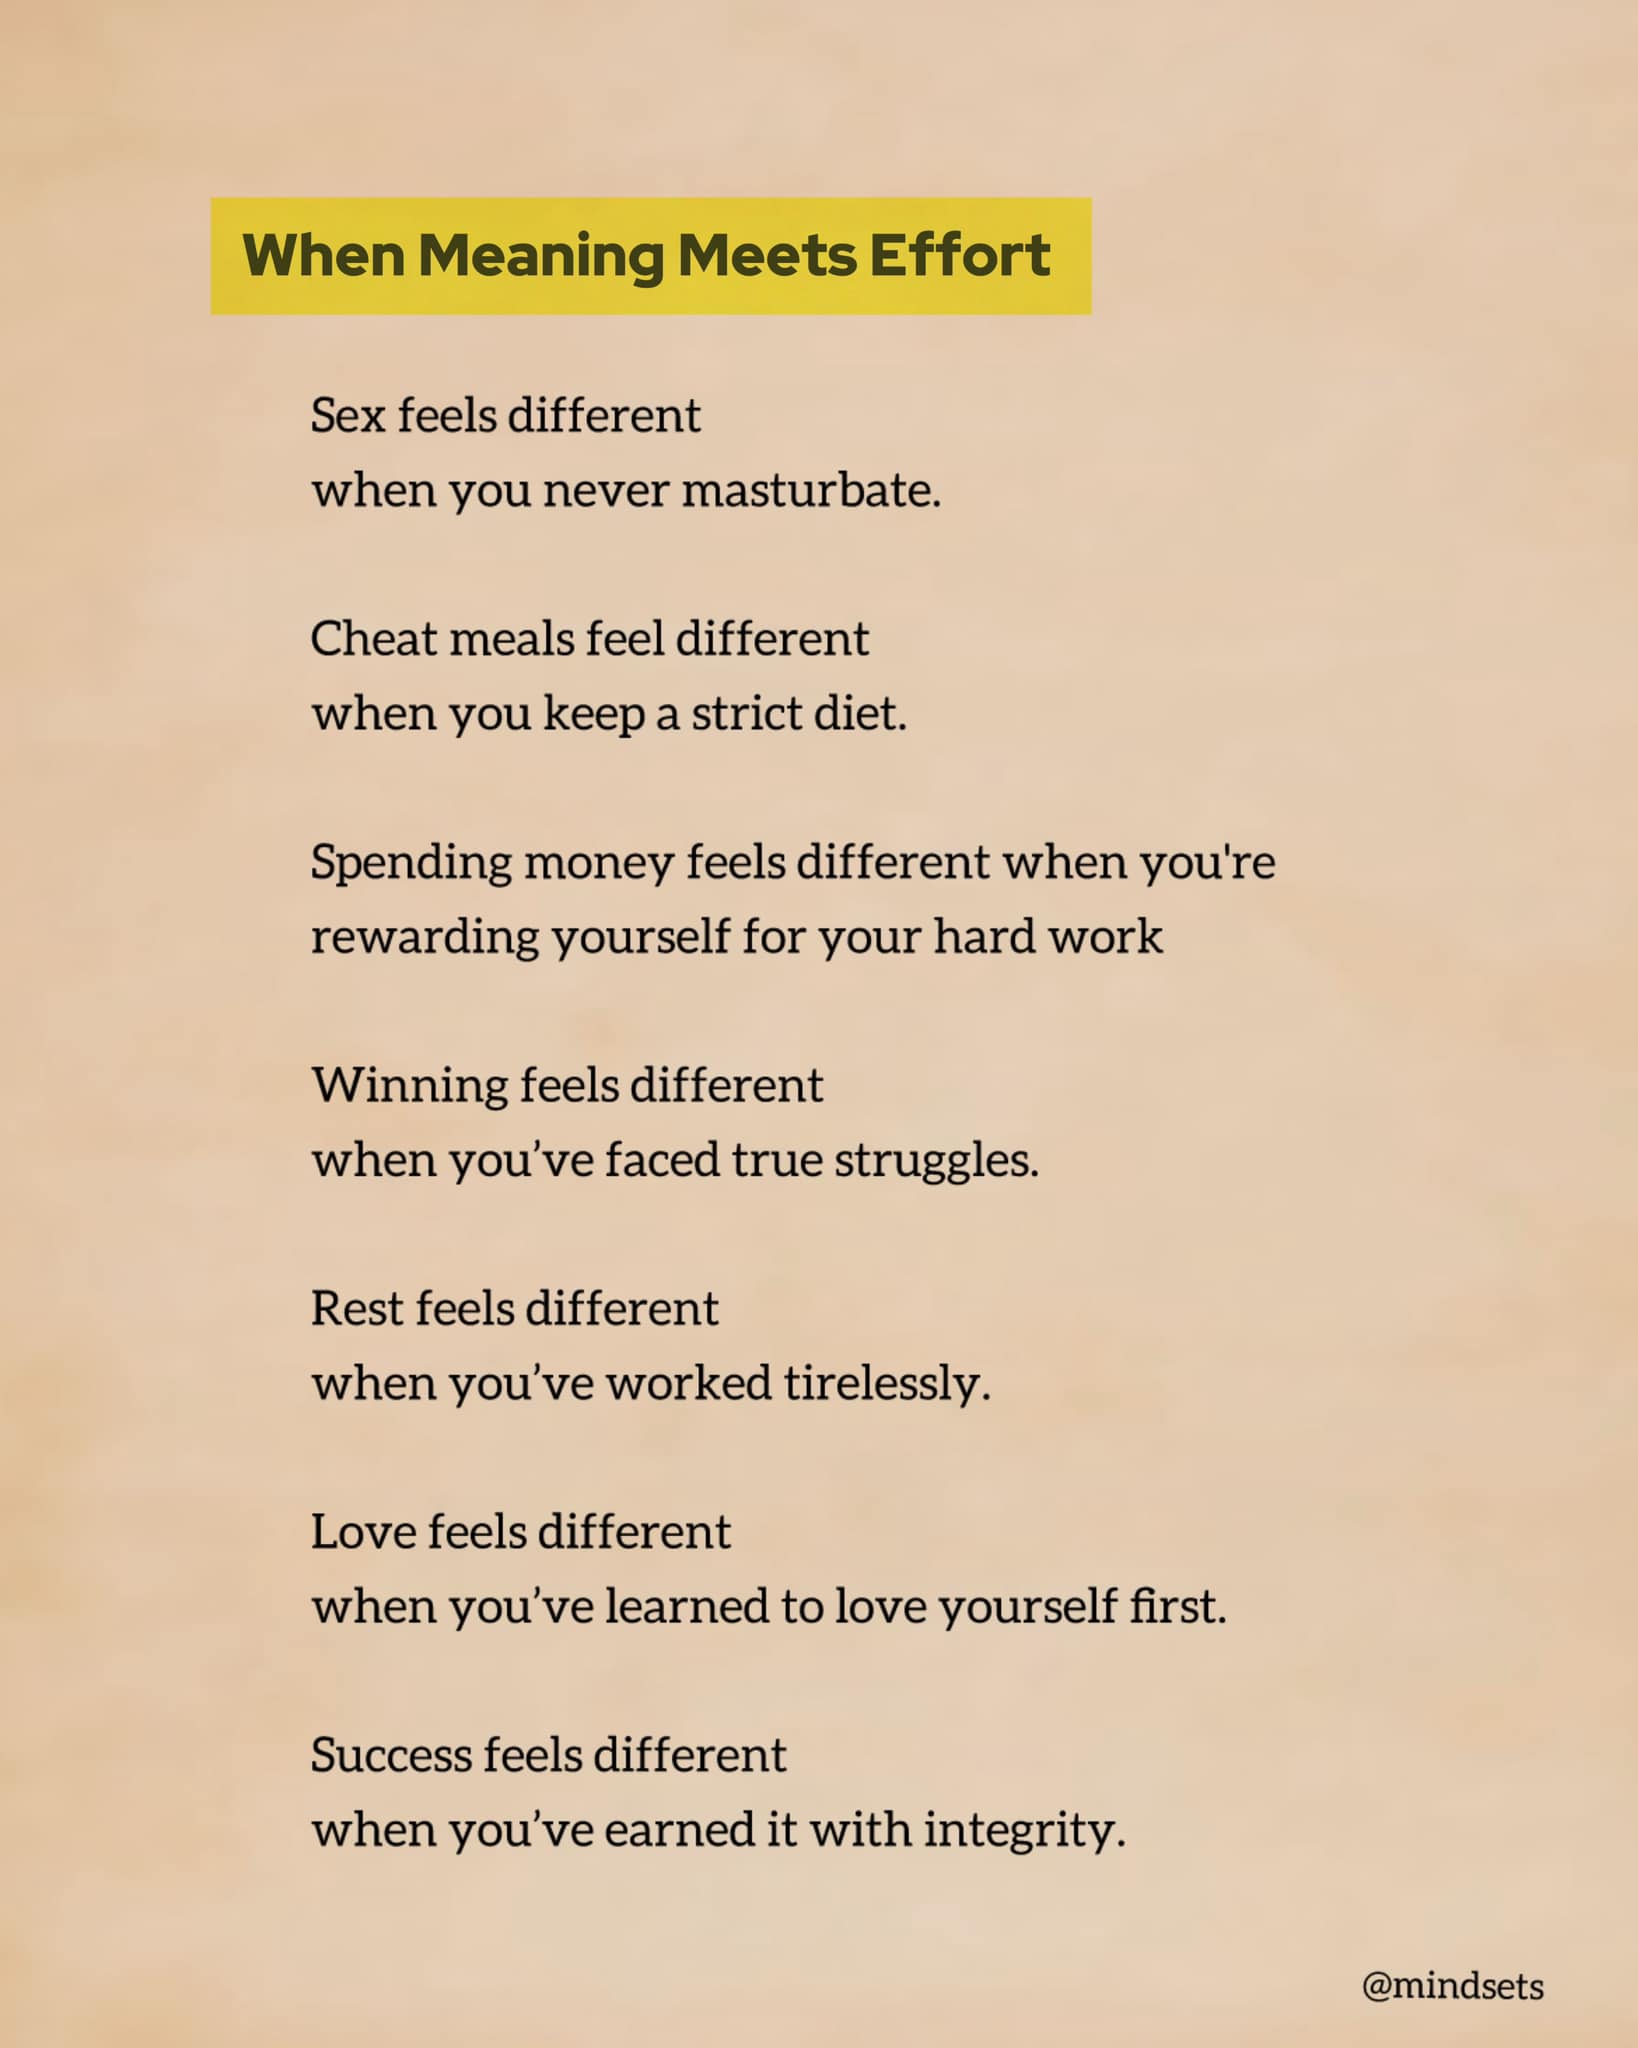 When Meaning Meets Effort
Sex feels different
when you never masturbate.
Cheat meals feel different
when you keep a strict diet.
Spending money feels different when you're
rewarding yourself for your hard work
Winning feels different
when you’ve faced true struggles.
Rest feels different
when you’ve worked tirelessly.
Love feels different
when you’ve learned to love yourself first.
Success feels different
when you’ve earned it with integrity.
@mindsets